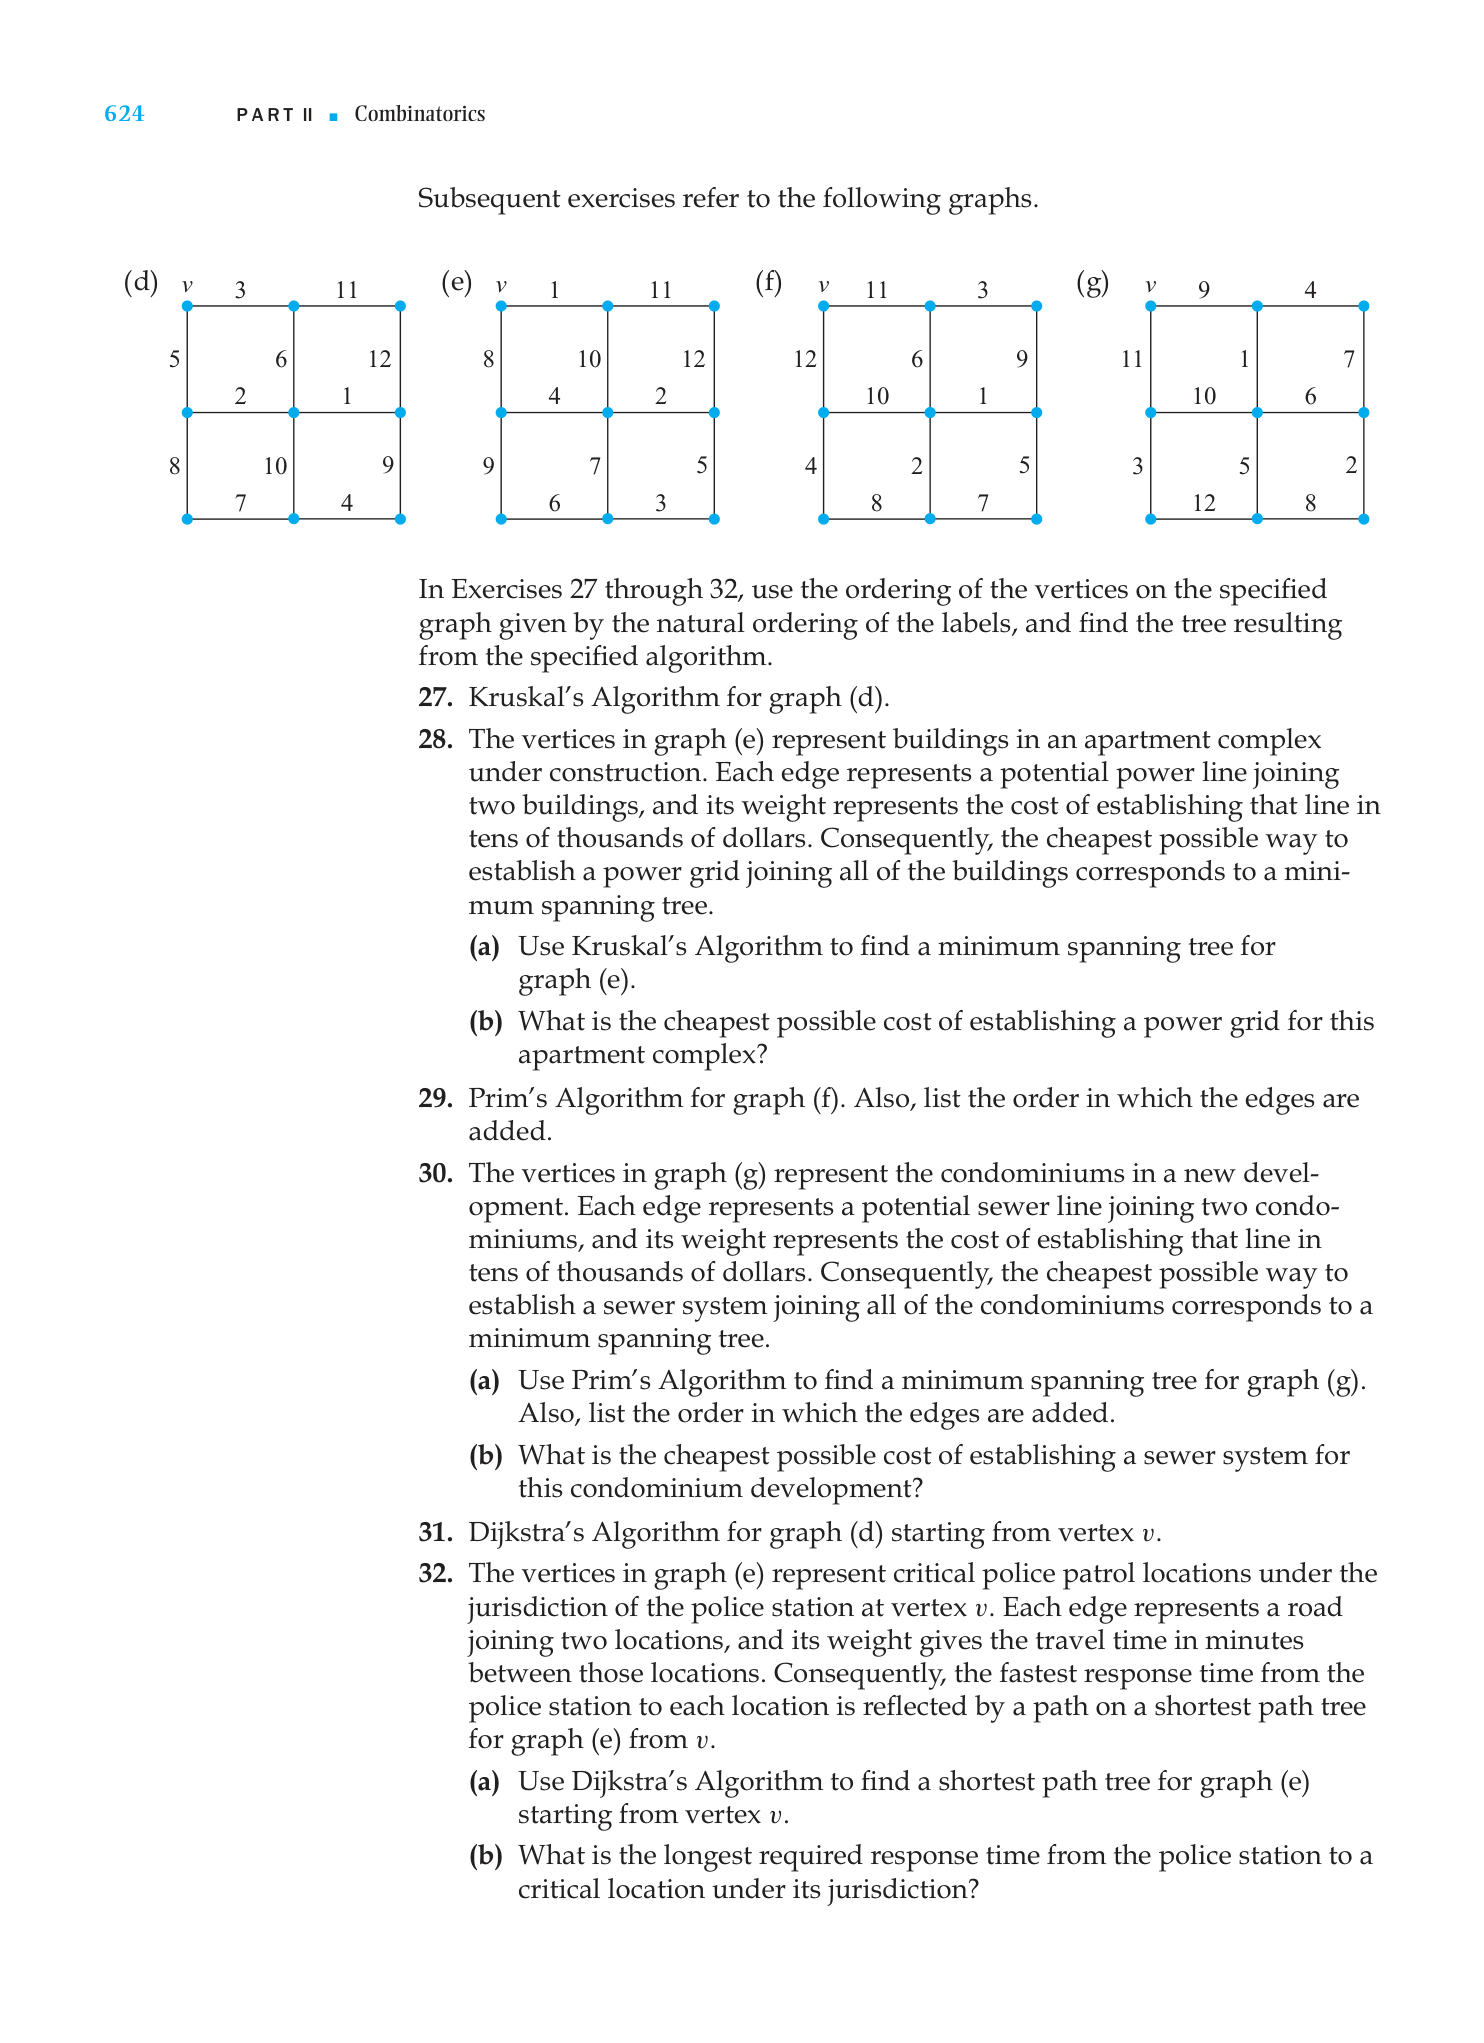 624 PART II ■ Combinatorics
Subsequent exercises refer to the following graphs.
(d) v 3 11 (e) v 1 11 (f) v 11 3 (g) v 9 4
5 6 12 8 10 12 12 6 9 11 1 7
2 1 4 2 10 1 10 6
8 10 9 9 7 5 4 2 5 3 5 2
7 4 6 3 8 7 12 8
In Exercises 27 through 32, use the ordering of the vertices on the specified
graph given by the natural ordering of the labels, and find the tree resulting
from the specified algorithm.
27. Kruskal’s Algorithm for graph (d).
28. The vertices in graph (e) represent buildings in an apartment complex
under construction. Each edge represents a potential power line joining
two buildings, and its weight represents the cost of establishing that line in
tens of thousands of dollars. Consequently, the cheapest possible way to
establish a power grid joining all of the buildings corresponds to a mini-
mum spanning tree.
(a) Use Kruskal’s Algorithm to find a minimum spanning tree for
graph (e).
(b) What is the cheapest possible cost of establishing a power grid for this
apartment complex?
29. Prim’s Algorithm for graph (f). Also, list the order in which the edges are
added.
30. The vertices in graph (g) represent the condominiums in a new devel-
opment. Each edge represents a potential sewer line joining two condo-
miniums, and its weight represents the cost of establishing that line in
tens of thousands of dollars. Consequently, the cheapest possible way to
establish a sewer system joining all of the condominiums corresponds to a
minimum spanning tree.
(a) Use Prim’s Algorithm to find a minimum spanning tree for graph (g).
Also, list the order in which the edges are added.
(b) What is the cheapest possible cost of establishing a sewer system for
this condominium development?
31. Dijkstra’s Algorithm for graph (d) starting from vertex v.
32. The vertices in graph (e) represent critical police patrol locations under the
jurisdiction of the police station at vertex v. Each edge represents a road
joining two locations, and its weight gives the travel time in minutes
between those locations. Consequently, the fastest response time from the
police station to each location is reflected by a path on a shortest path tree
for graph (e) from v.
(a) Use Dijkstra’s Algorithm to find a shortest path tree for graph (e)
starting from vertex v.
(b) What is the longest required response time from the police station to a
critical location under its jurisdiction?